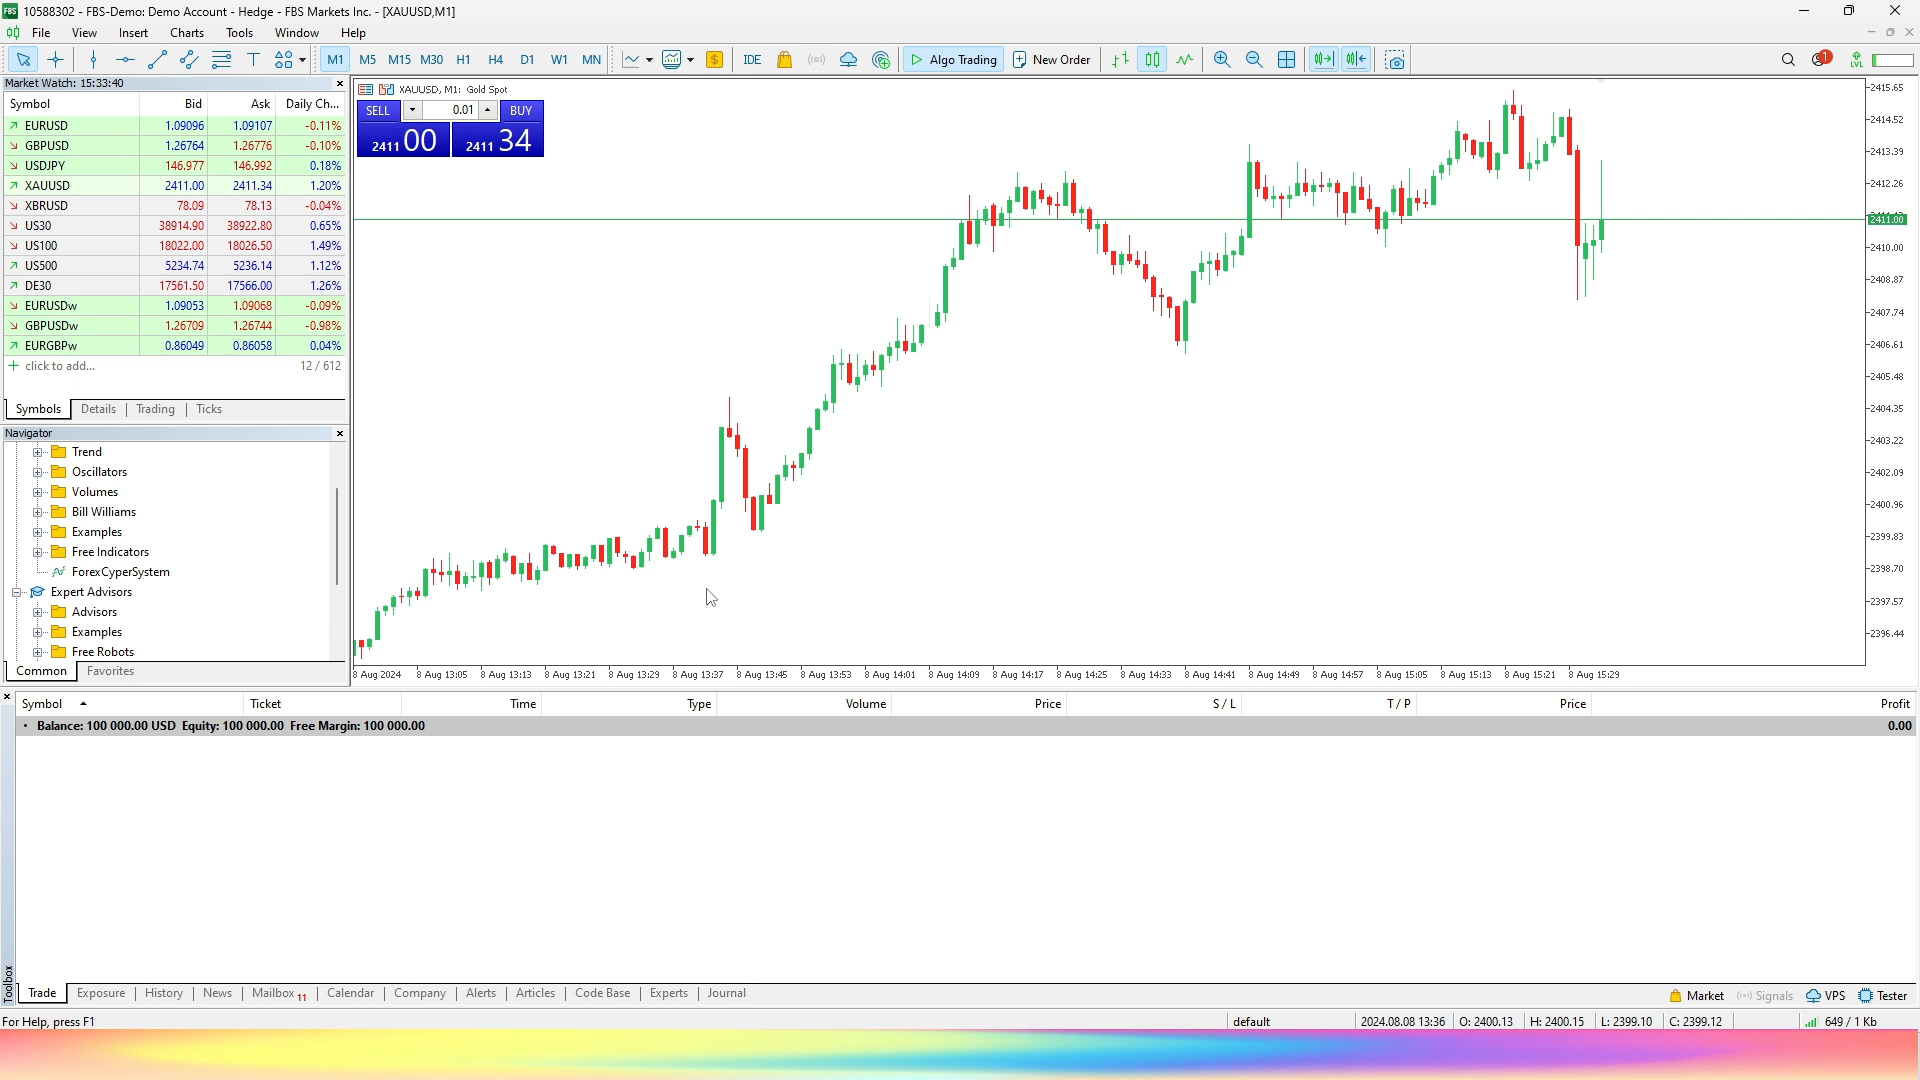 FBS 10588302 - FBS-Demo: Demo Account - Hedge - FBS Markets Inc. - [XAUUSD,M1]
File View Insert Charts Tools Window Help
M1 M5 M15 M30 H1 H4 D1 W1 MN $ IDE Algo Trading New Order 1 LVL
Market Watch: 15:33:40
Symbol Bid Ask Daily Ch...
EURUSD 1.09096 1.09107 -0.11%
GBPUSD 1.26764 1.26776 -0.10%
USDJPY 146.977 146.992 0.18%
XAUUSD 2411.00 2411.34 1.20%
XBRUSD 78.09 78.13 -0.04%
US30 38914.90 38922.80 0.65%
US100 18022.00 18026.50 1.49%
US500 5234.74 5236.14 1.12%
DE30 17561.50 17566.00 1.26%
EURUSDw 1.09053 1.09068 -0.09%
GBPUSDw 1.26709 1.26744 -0.98%
EURGBPw 0.86049 0.86058 0.04%
+ click to add... 12 / 612
Symbols Details Trading Ticks
Navigator
Trend
Oscillators
Volumes
Bill Williams
Examples
Free Indicators
ForexCyperSystem
Expert Advisors
Advisors
Examples
Free Robots
Common Favorites
XAUUSD, M1: Gold Spot
SELL 0.01 BUY
2411 00 2411 34
2415.65
2414.52
2413.39
2412.26
2411.00
2410.00
2408.87
2407.74
2406.61
2405.48
2404.35
2403.22
2402.09
2400.96
2399.83
2398.70
2397.57
2396.44
8 Aug 2024 8 Aug 13:05 8 Aug 13:13 8 Aug 13:21 8 Aug 13:29 8 Aug 13:37 8 Aug 13:45 8 Aug 13:53 8 Aug 14:01 8 Aug 14:09 8 Aug 14:17 8 Aug 14:25 8 Aug 14:33 8 Aug 14:41 8 Aug 14:49 8 Aug 14:57 8 Aug 15:05 8 Aug 15:13 8 Aug 15:21 8 Aug 15:29
Symbol Ticket Time Type Volume Price S / L T / P Price Profit
• Balance: 100 000.00 USD Equity: 100 000.00 Free Margin: 100 000.00 0.00
Toolbox
Trade Exposure History News Mailbox 11 Calendar Company Alerts Articles Code Base Experts Journal Market Signals VPS Tester
For Help, press F1 default 2024.08.08 13:36 O: 2400.13 H: 2400.15 L: 2399.10 C: 2399.12 649 / 1 Kb